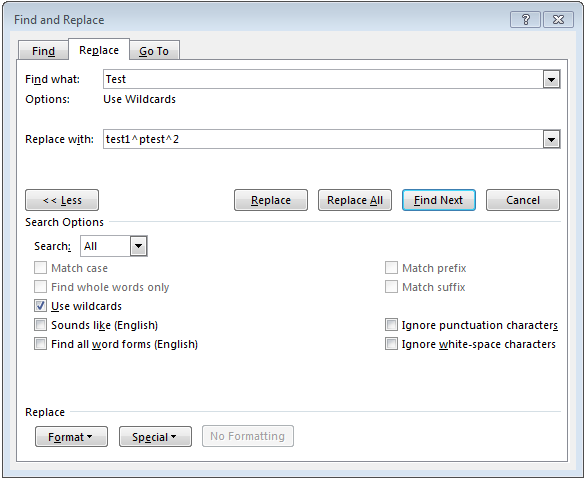 Find and Replace
Find Replace Go To
Find what: Test
Options: Use Wildcards
Replace with: test1^ptest^2
<< Less Replace Replace All Find Next Cancel
Search Options
Search: All
Match case Match prefix
Find whole words only Match suffix
Use wildcards
Sounds like (English) Ignore punctuation characters
Find all word forms (English) Ignore white-space characters
Replace
Format Special No Formatting